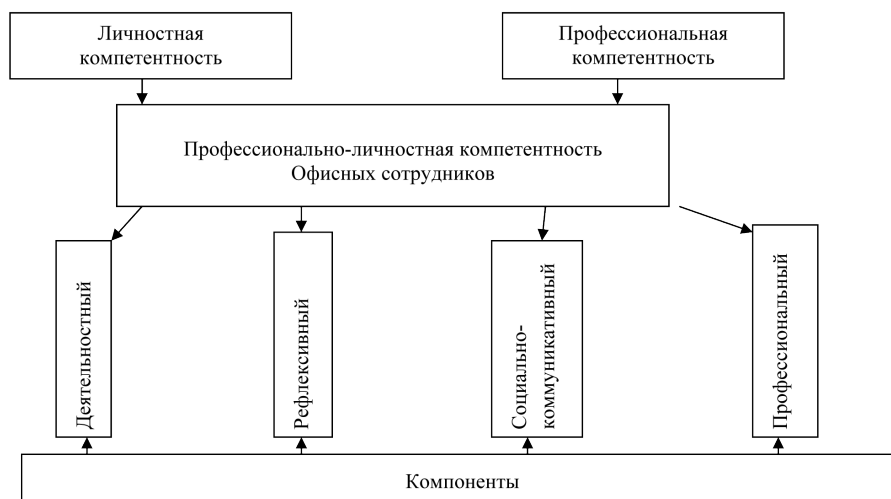 Личностная
компетентность
Профессиональная
компетентность
Профессионально-личностная компетентность
Офисных сотрудников
Деятельностный
Рефлексивный
Социально-
коммуникативный
Профессиональный
Компоненты